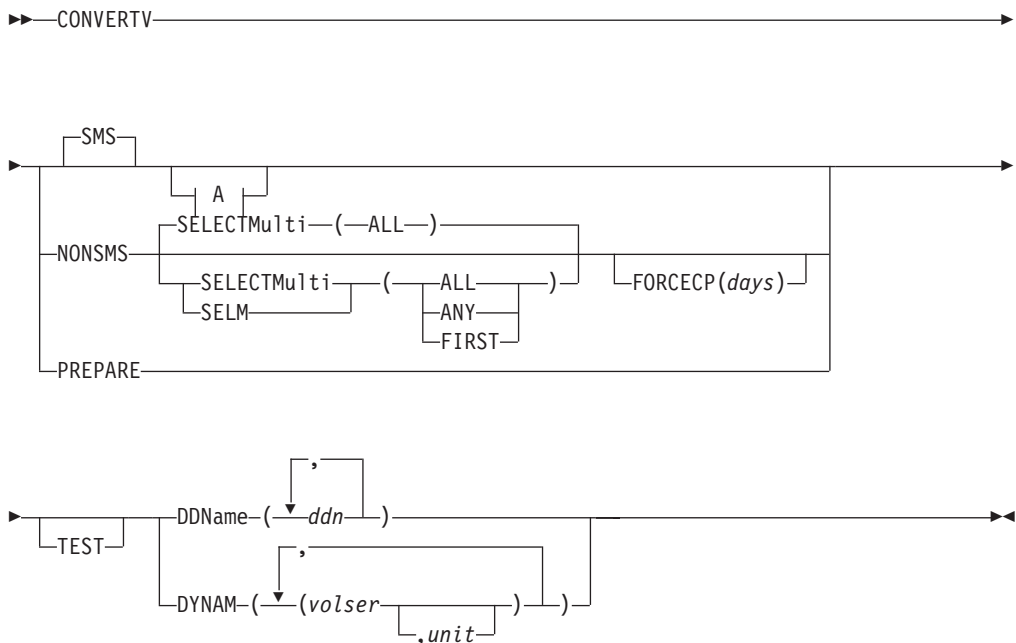 CONVERTV
SMS
A
SELECTMulti ( ALL )
NONSMS
SELECTMulti ( ALL )
SELM ANY
FIRST
FORCECP(days)
PREPARE
,
DDName ( ddn )
TEST
,
DYNAM ( (volser ) )
,unit